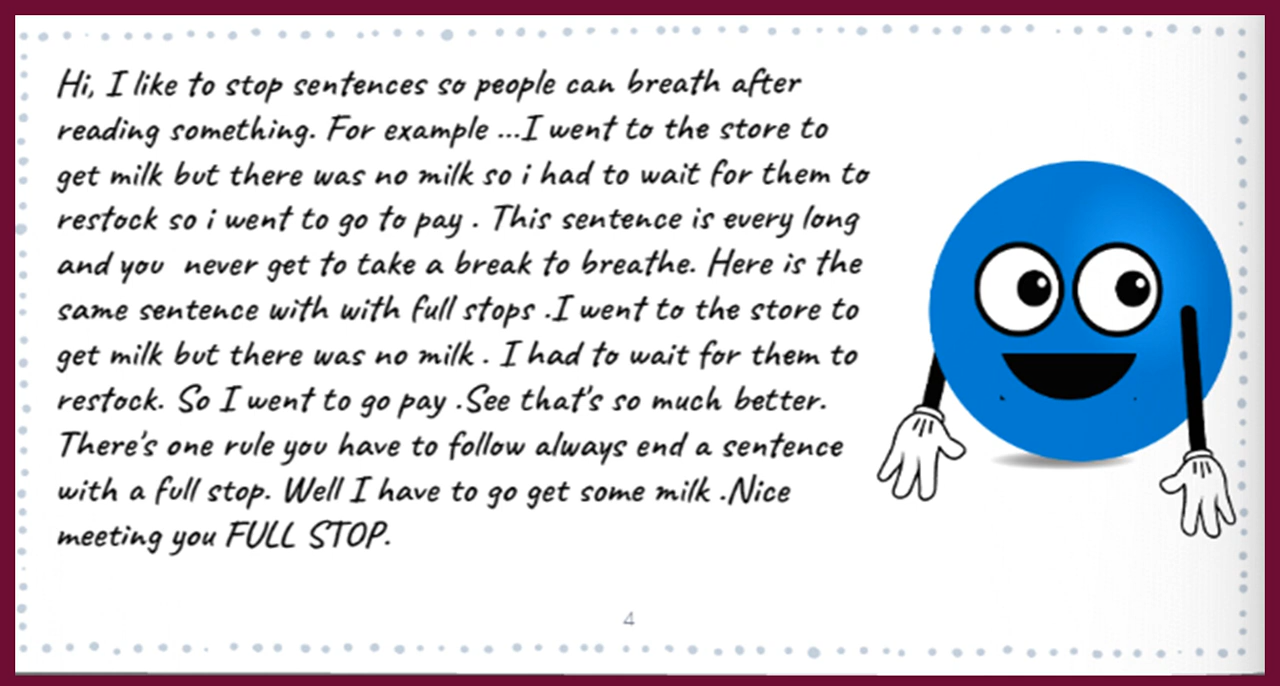 Hi, I like to stop sentences so people can breath after
reading something. For example ...I went to the store to
get milk but there was no milk so i had to wait for them to
restock so i went to go to pay . This sentence is every long
and you  never get to take a break to breathe. Here is the
same sentence with with full stops .I went to the store to
get milk but there was no milk . I had to wait for them to
restock. So I went to go pay .See that's so much better.
There's one rule you have to follow always end a sentence
with a full stop. Well I have to go get some milk .Nice
meeting you FULL STOP.
4